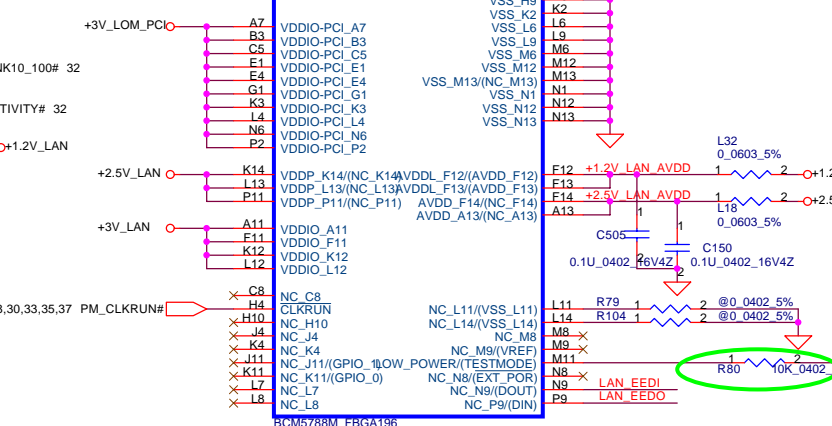 VSS_H9
K2 VSS_K2
+3V_LOM_PCI A7 VDDIO-PCI_A7 VSS_L6 L6
B3 VDDIO-PCI_B3 VSS_L9 L9
C5 VDDIO-PCI_C5 VSS_M6 M6
NK10_100# 32 E1 VDDIO-PCI_E1 VSS_M12 M12
E4 VDDIO-PCI_E4 VSS_M13/(NC_M13) M13
G1 VDDIO-PCI_G1 VSS_N1 N1
TIVITY# 32 K3 VDDIO-PCI_K3 VSS_N12 N12
L4 VDDIO-PCI_L4 VSS_N13 N13
N6 VDDIO-PCI_N6
+1.2V_LAN P2 VDDIO-PCI_P2
L32
0_0603_5%
+2.5V_LAN K14 VDDP_K14/(NC_K14) AVDDL_F12/(AVDD_F12) F12 +1.2V_LAN_AVDD 1 2 +1.2
L13 VDDP_L13/(NC_L13) AVDDL_F13/(AVDD_F13) F13
P11 VDDP_P11/(NC_P11) AVDD_F14/(NC_F14) F14 +2.5V_LAN_AVDD 1 2 +2.5
AVDD_A13/(NC_A13) A13
L18
0_0603_5%
+3V_LAN A11 VDDIO_A11
F11 VDDIO_F11
K12 VDDIO_K12
L12 VDDIO_L12
1 1
C505 C150
0.1U_0402_16V4Z 0.1U_0402_16V4Z
2 2
C8 NC_C8
3,30,33,35,37 PM_CLKRUN# H4 CLKRUN NC_L11/(VSS_L11) L11 R79 1 2 @0_0402_5%
H10 NC_H10 NC_L14/(VSS_L14) L14 R104 1 2 @0_0402_5%
J4 NC_J4 NC_M8 M8
K4 NC_K4 NC_M9/(VREF) M9
J11 NC_J11/(GPIO_1) LOW_POWER/(TESTMODE) M11 R80 1 2 10K_0402_
K11 NC_K11/(GPIO_0) NC_N8/(EXT_POR) N8
L7 NC_L7 NC_N9/(DOUT) N9 LAN_EEDI
L8 NC_L8 NC_P9/(DIN) P9 LAN_EEDO
BCM5788M_FBGA196